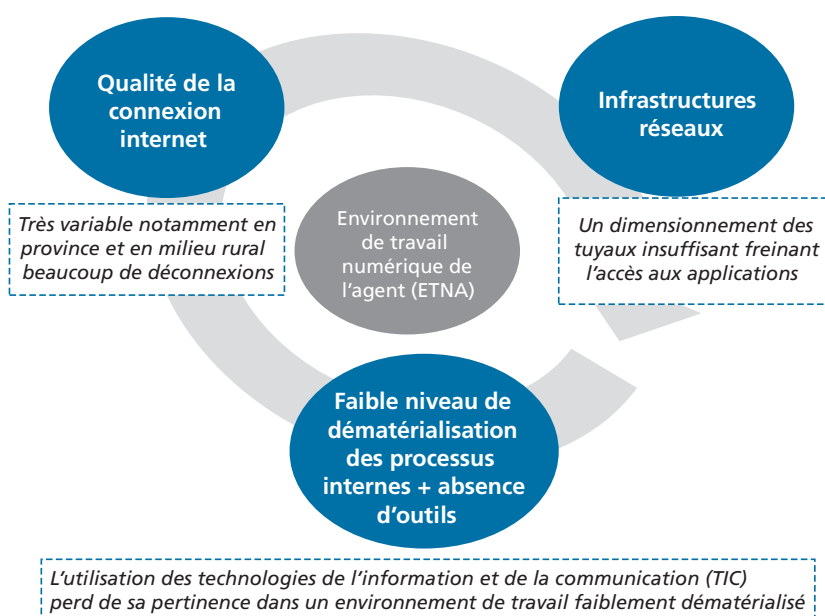 Qualité de la
connexion
internet
Infrastructures
réseaux
Très variable notamment en
province et en milieu rural
beaucoup de déconnexions
Environnement
de travail
numérique de
l'agent (ETNA)
Un dimensionnement des
tuyaux insuffisant freinant
l'accès aux applications
Faible niveau de
dématérialisation
des processus
internes + absence
d'outils
L'utilisation des technologies de l'information et de la communication (TIC)
perd de sa pertinence dans un environnement de travail faiblement dématérialisé